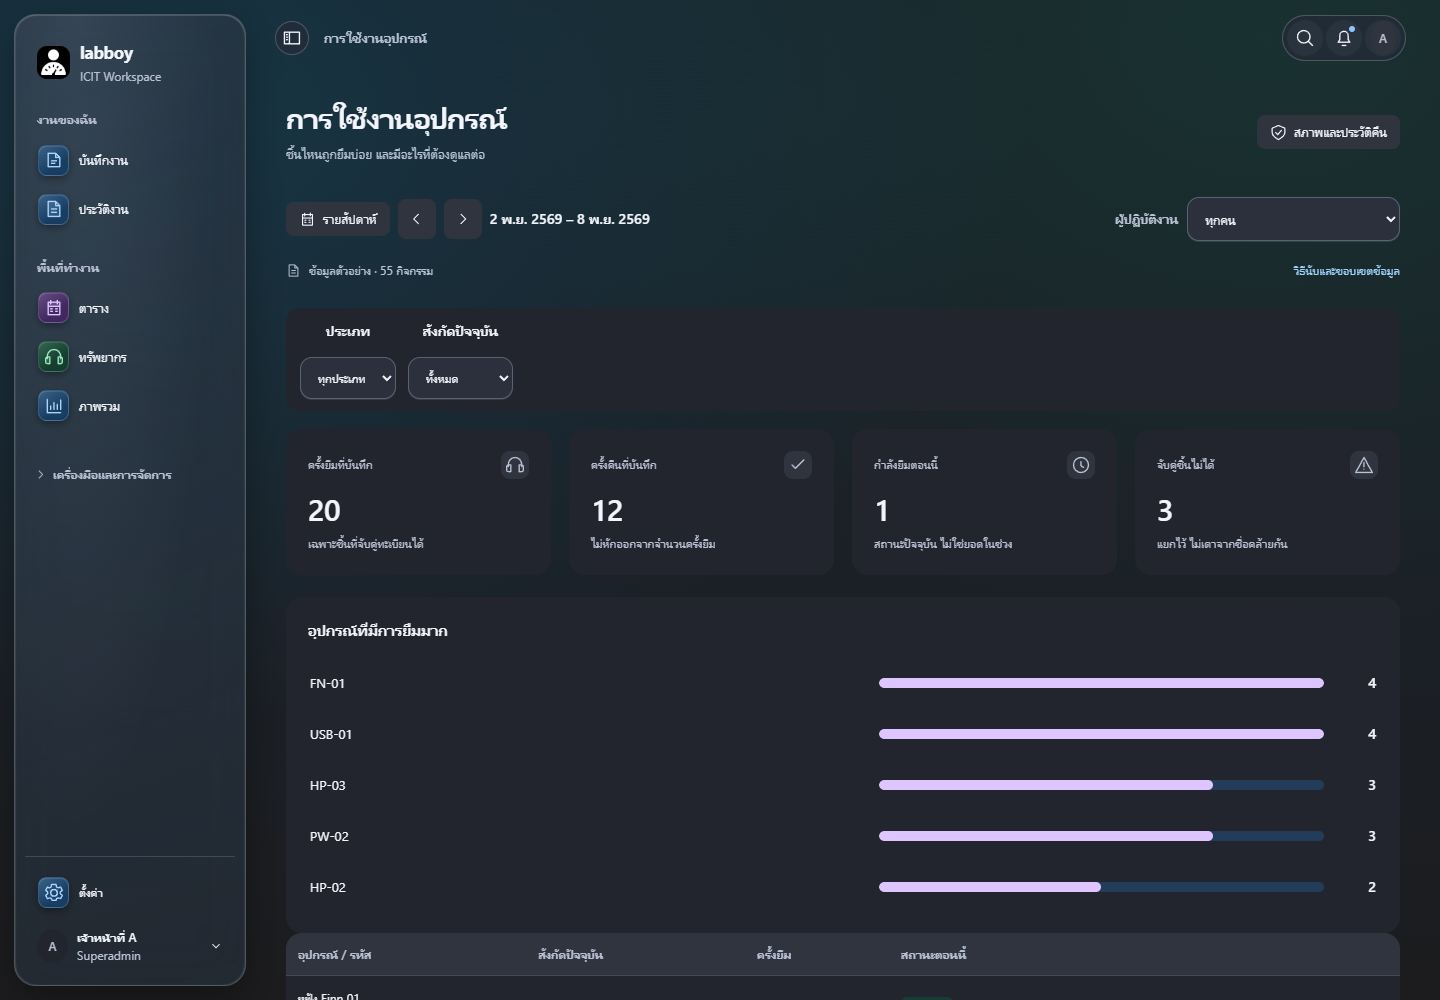 labboy
ICIT Workspace
งานของฉัน
บันทึกงาน
ประวัติงาน
พื้นที่ทำงาน
ตาราง
ทรัพยากร
ภาพรวม
เครื่องมือและการจัดการ
ตั้งค่า
A
เจ้าหน้าที่ A
Superadmin
การใช้งานอุปกรณ์
A
การใช้งานอุปกรณ์
ชิ้นไหนถูกยืมบ่อย และมีอะไรที่ต้องดูแลต่อ
สภาพและประวัติคืน
รายสัปดาห์
2 พ.ย. 2569 – 8 พ.ย. 2569
ผู้ปฏิบัติงาน
ทุกคน
ข้อมูลตัวอย่าง · 55 กิจกรรม
วิธีนับและขอบเขตข้อมูล
ประเภท สังกัดปัจจุบัน
ทุกประเภท ทั้งหมด
ครั้งยืมที่บันทึก
20
เฉพาะชิ้นที่จับคู่ทะเบียนได้
ครั้งคืนที่บันทึก
12
ไม่หักออกจากจำนวนครั้งยืม
กำลังยืมตอนนี้
1
สถานะปัจจุบัน ไม่ใช่ยอดในช่วง
จับคู่ชิ้นไม่ได้
3
แยกไว้ ไม่เดาจากชื่อคล้ายกัน
อุปกรณ์ที่มีการยืมมาก
FN-01 4
USB-01 4
HP-03 3
PW-02 3
HP-02 2
อุปกรณ์ / รหัส สังกัดปัจจุบัน ครั้งยืม สถานะตอนนี้
หูฟัง Finn 01